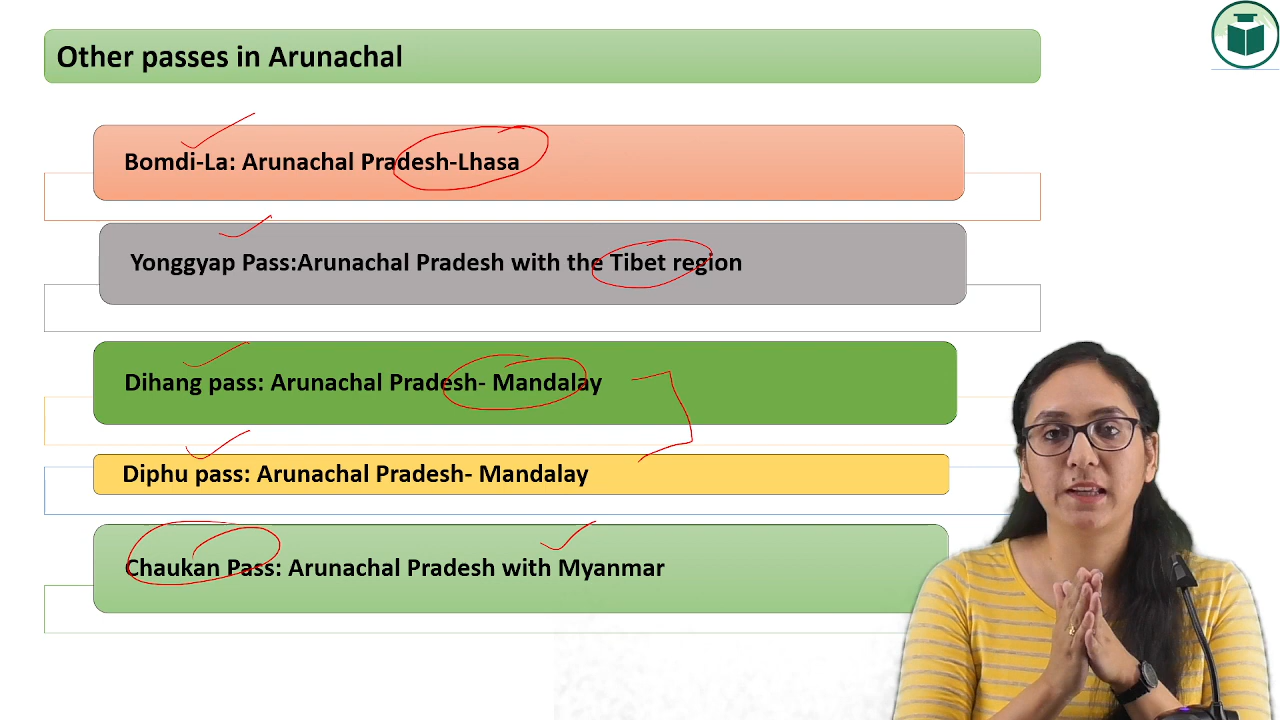 Other passes in Arunachal
Bomdi-La: Arunachal Pradesh-Lhasa
Yonggyap Pass:Arunachal Pradesh with the Tibet region
Dihang pass: Arunachal Pradesh- Mandalay
Diphu pass: Arunachal Pradesh- Mandalay
Chaukan Pass: Arunachal Pradesh with Myanmar